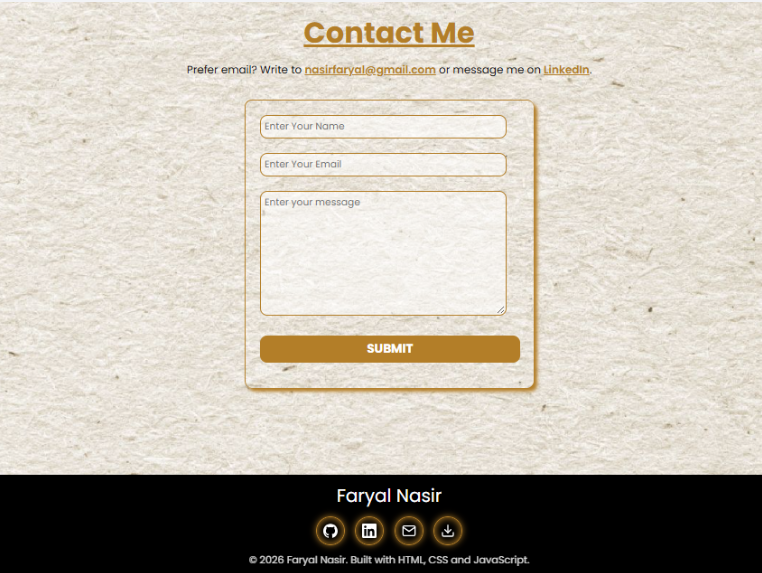 Contact Me
Prefer email? Write to nasirfaryal@gmail.com or message me on LinkedIn.
Enter Your Name
Enter Your Email
Enter your message
SUBMIT
Faryal Nasir
© 2026 Faryal Nasir. Built with HTML, CSS and JavaScript.